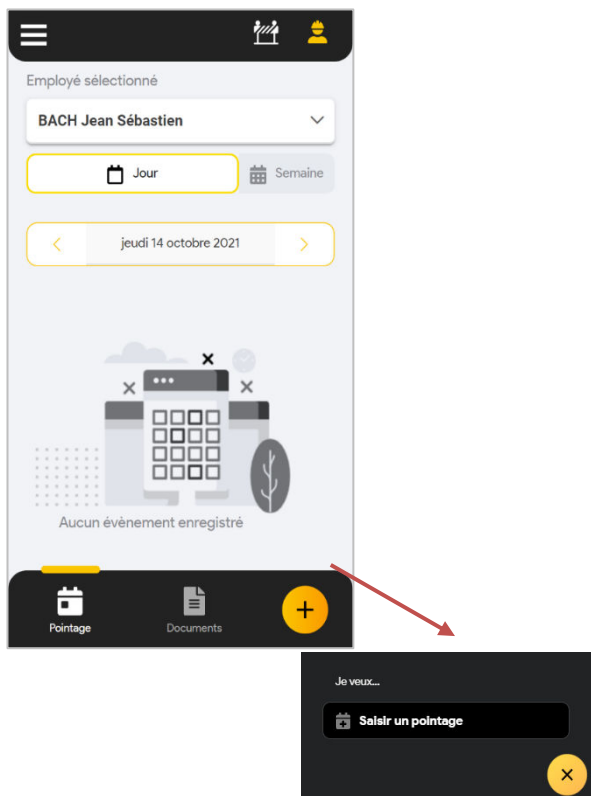 Employé sélectionné
BACH Jean Sébastien
Jour
Semaine
jeudi 14 octobre 2021
Aucun évènement enregistré
Pointage
Documents
Je veux...
Saisir un pointage